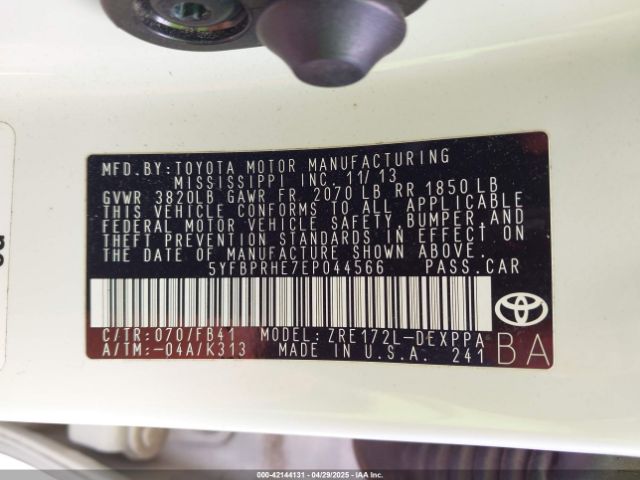 MFD.BY:TOYOTA MOTOR MANUFACTURING
MISSISSIPPI INC. 11/13
GVWR 3820LB GAWR FR 2070 LB RR 1850 LB
THIS VEHICLE CONFORMS TO ALL APPLICABLE
FEDERAL MOTOR VEHICLE SAFETY, BUMPER AND
THEFT PREVENTION STANDARDS IN EFFECT ON
THE DATE OF MANUFACTURE SHOWN ABOVE.
5YFBPRHE7EP044566 PASS.CAR
C/TR:070/FB41 MODEL:ZRE172L-DEXPPA
A/TM:-04A/K313 MADE IN U.S.A. 241
BA
000-42144131 - 04/29/2025 - IAA Inc.